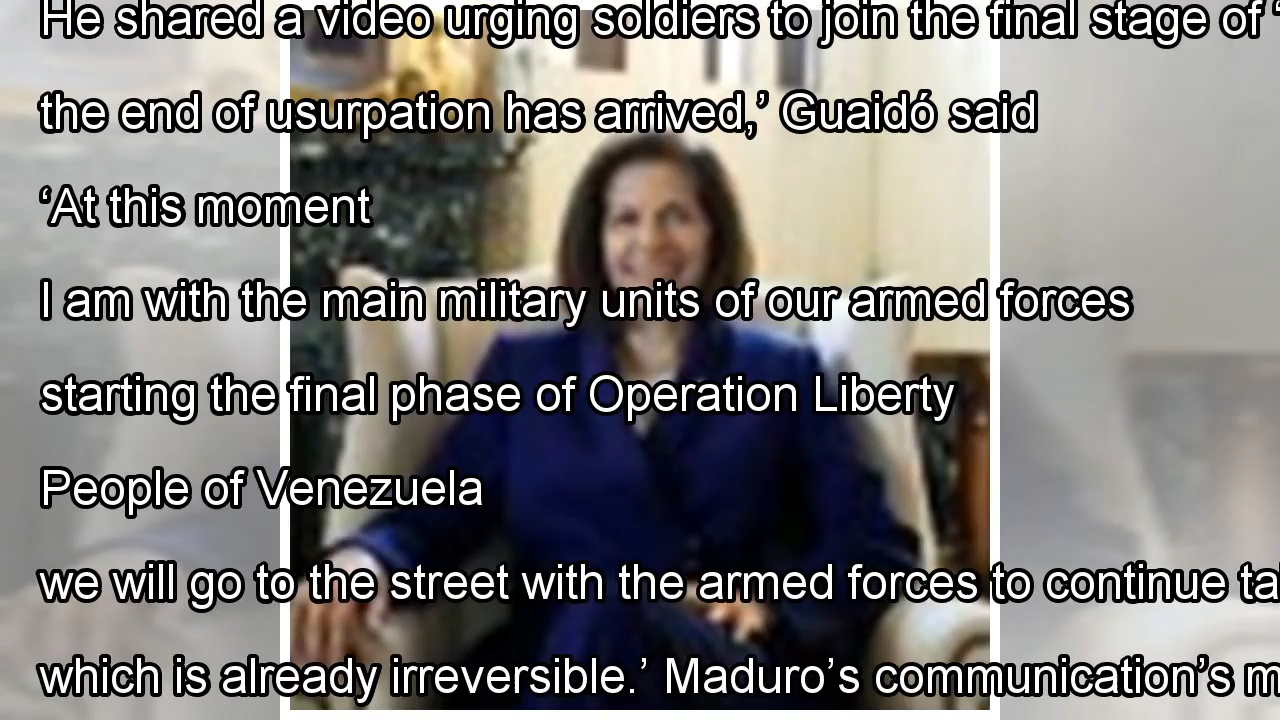 He shared a video urging soldiers to join the final stage of ‘
the end of usurpation has arrived,’ Guaidó said
‘At this moment
I am with the main military units of our armed forces
starting the final phase of Operation Liberty
People of Venezuela
we will go to the street with the armed forces to continue
which is already irreversible.’ Maduro’s communication’s